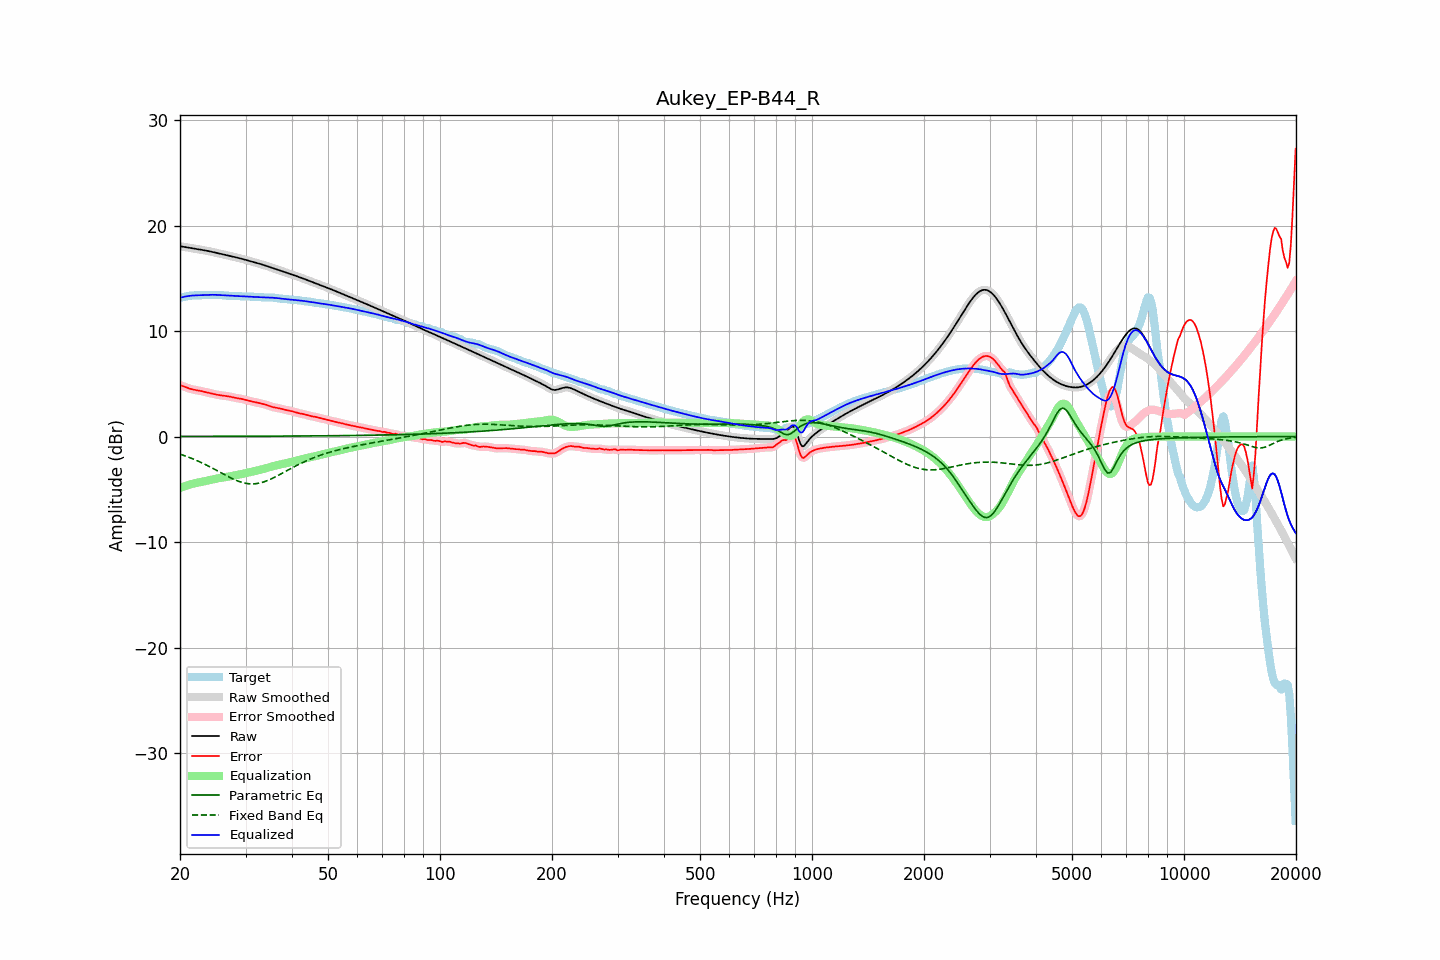 Aukey_EP-B44_R
Amplitude (dBr)
30
20
10
0
−10
−20
−30
Target
Raw Smoothed
Error Smoothed
Raw
Error
Equalization
Parametric Eq
Fixed Band Eq
Equalized
20 50 100 200 500 1000 2000 5000 10000 20000
Frequency (Hz)